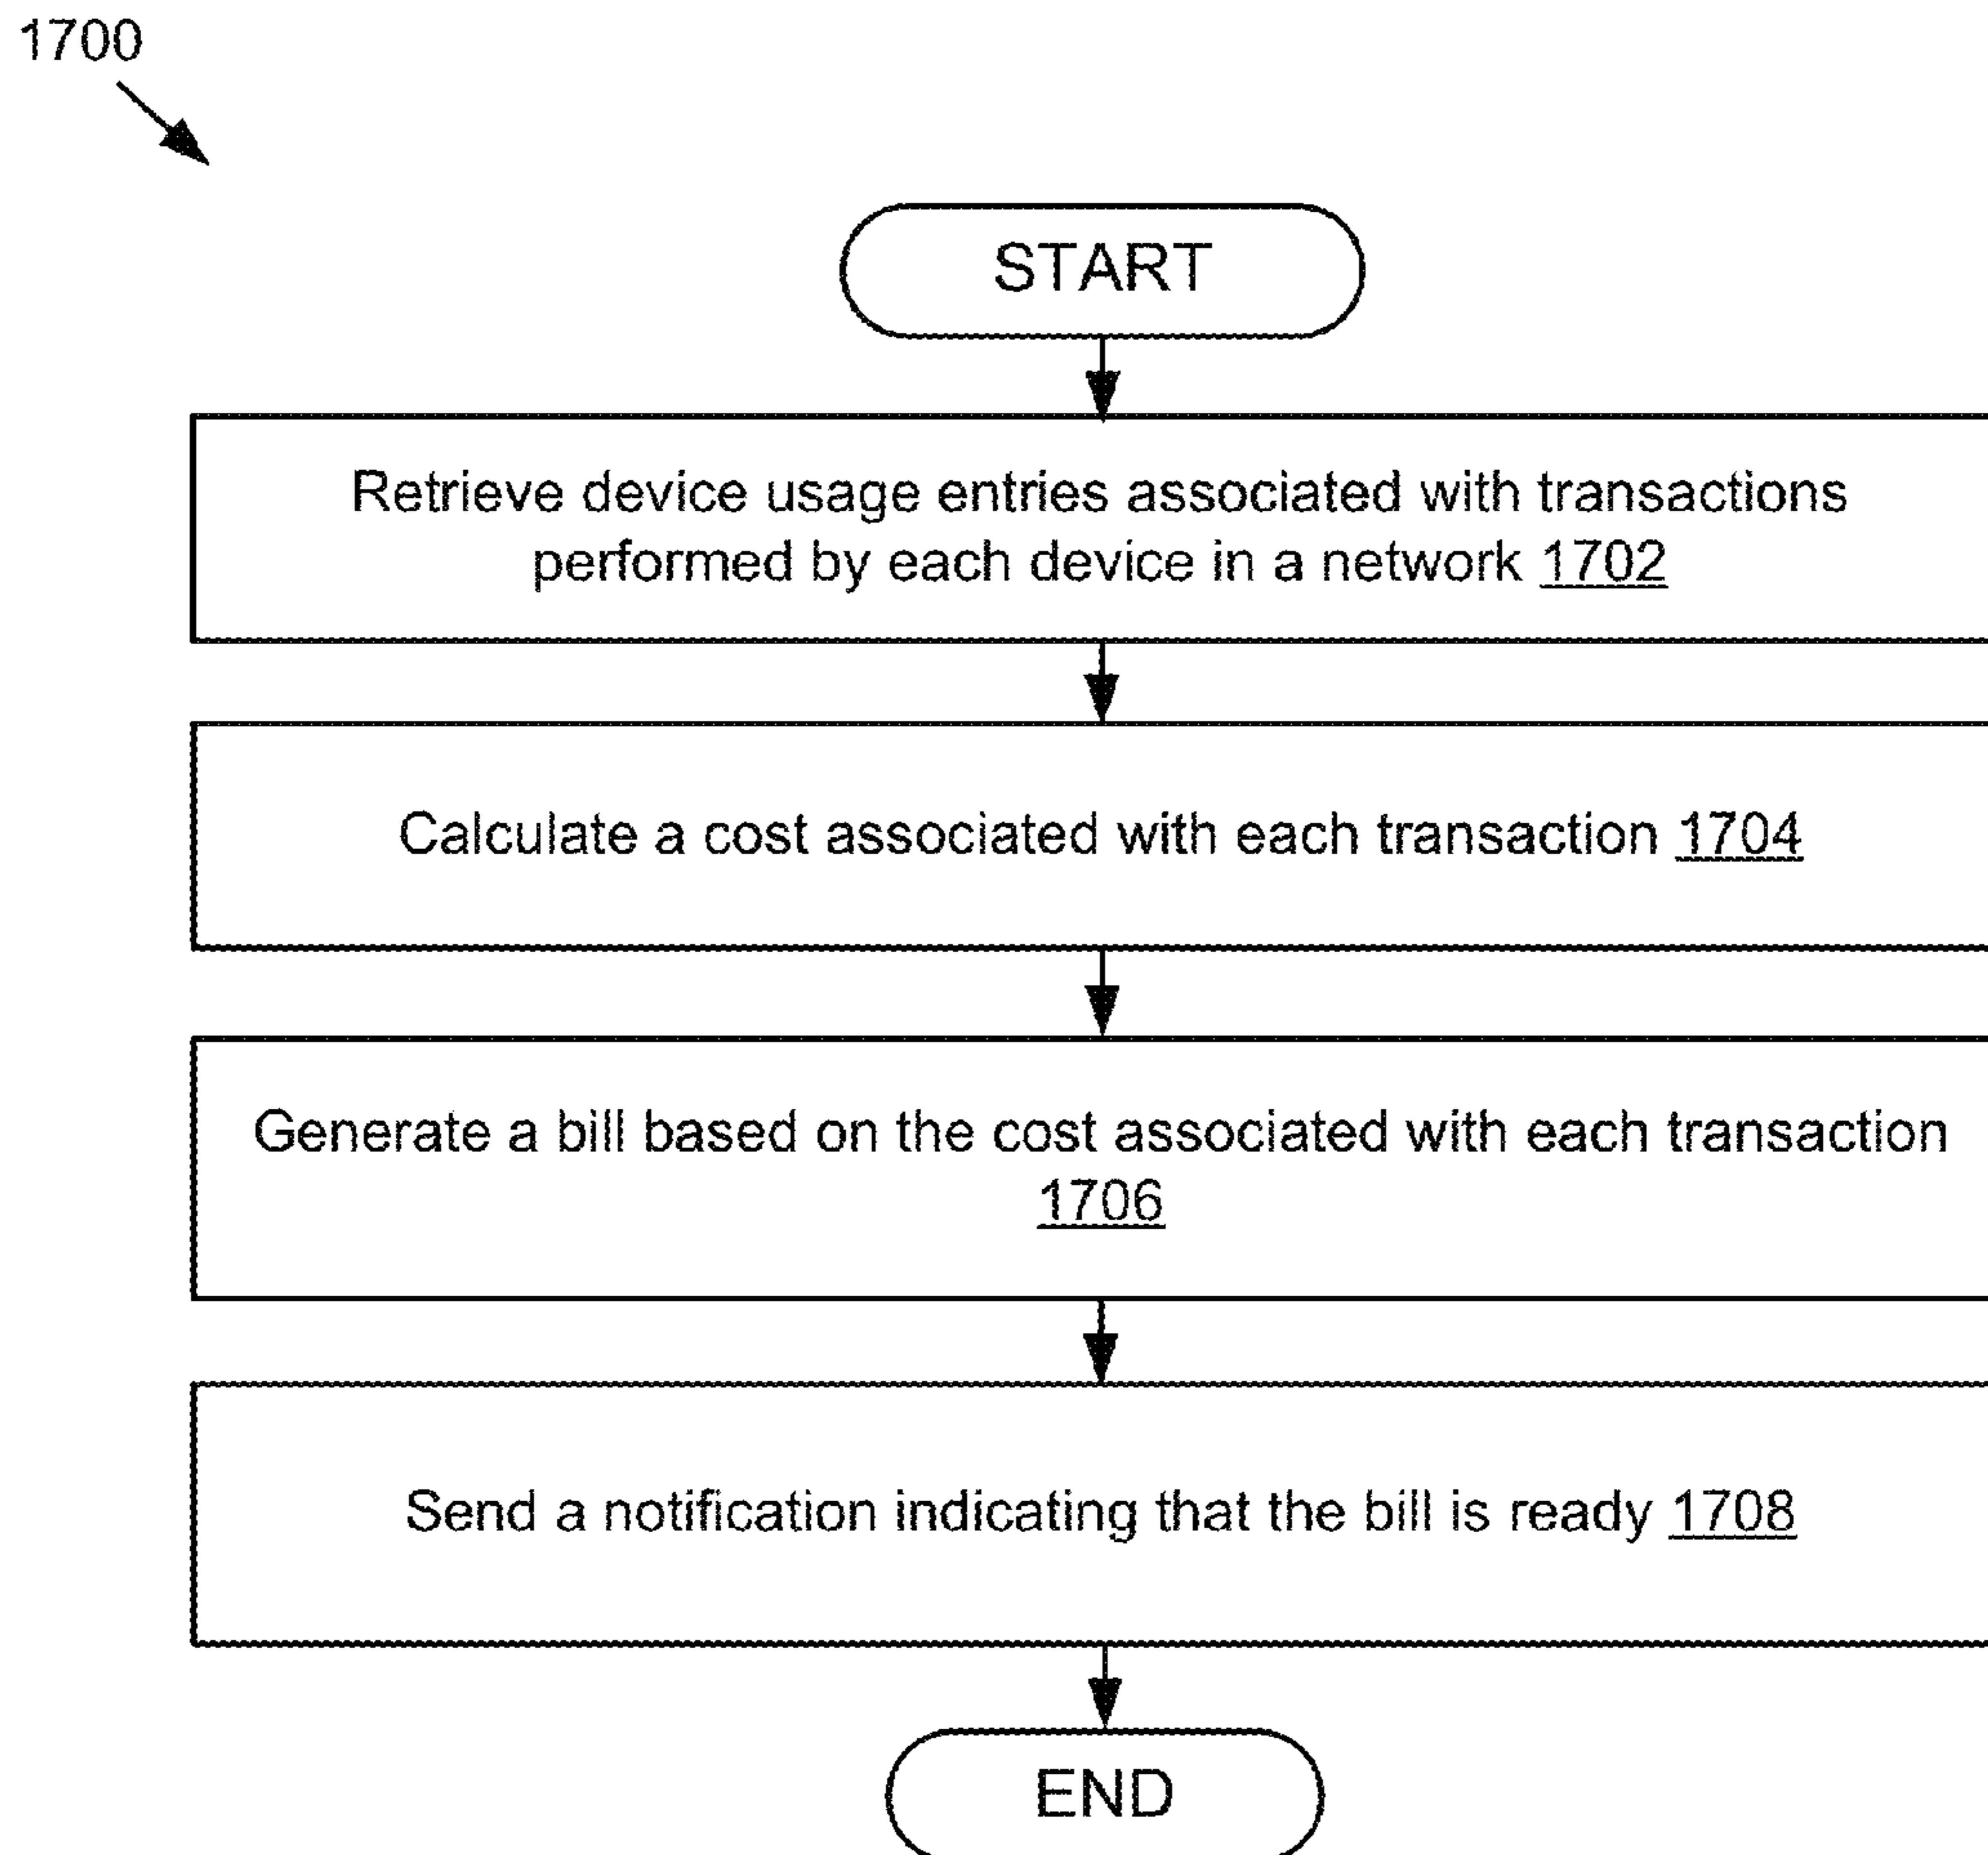 1700
START
Retrieve device usage entries associated with transactions
performed by each device in a network 1702
Calculate a cost associated with each transaction 1704
Generate a bill based on the cost associated with each transaction
1706
Send a notification indicating that the bill is ready 1708
END